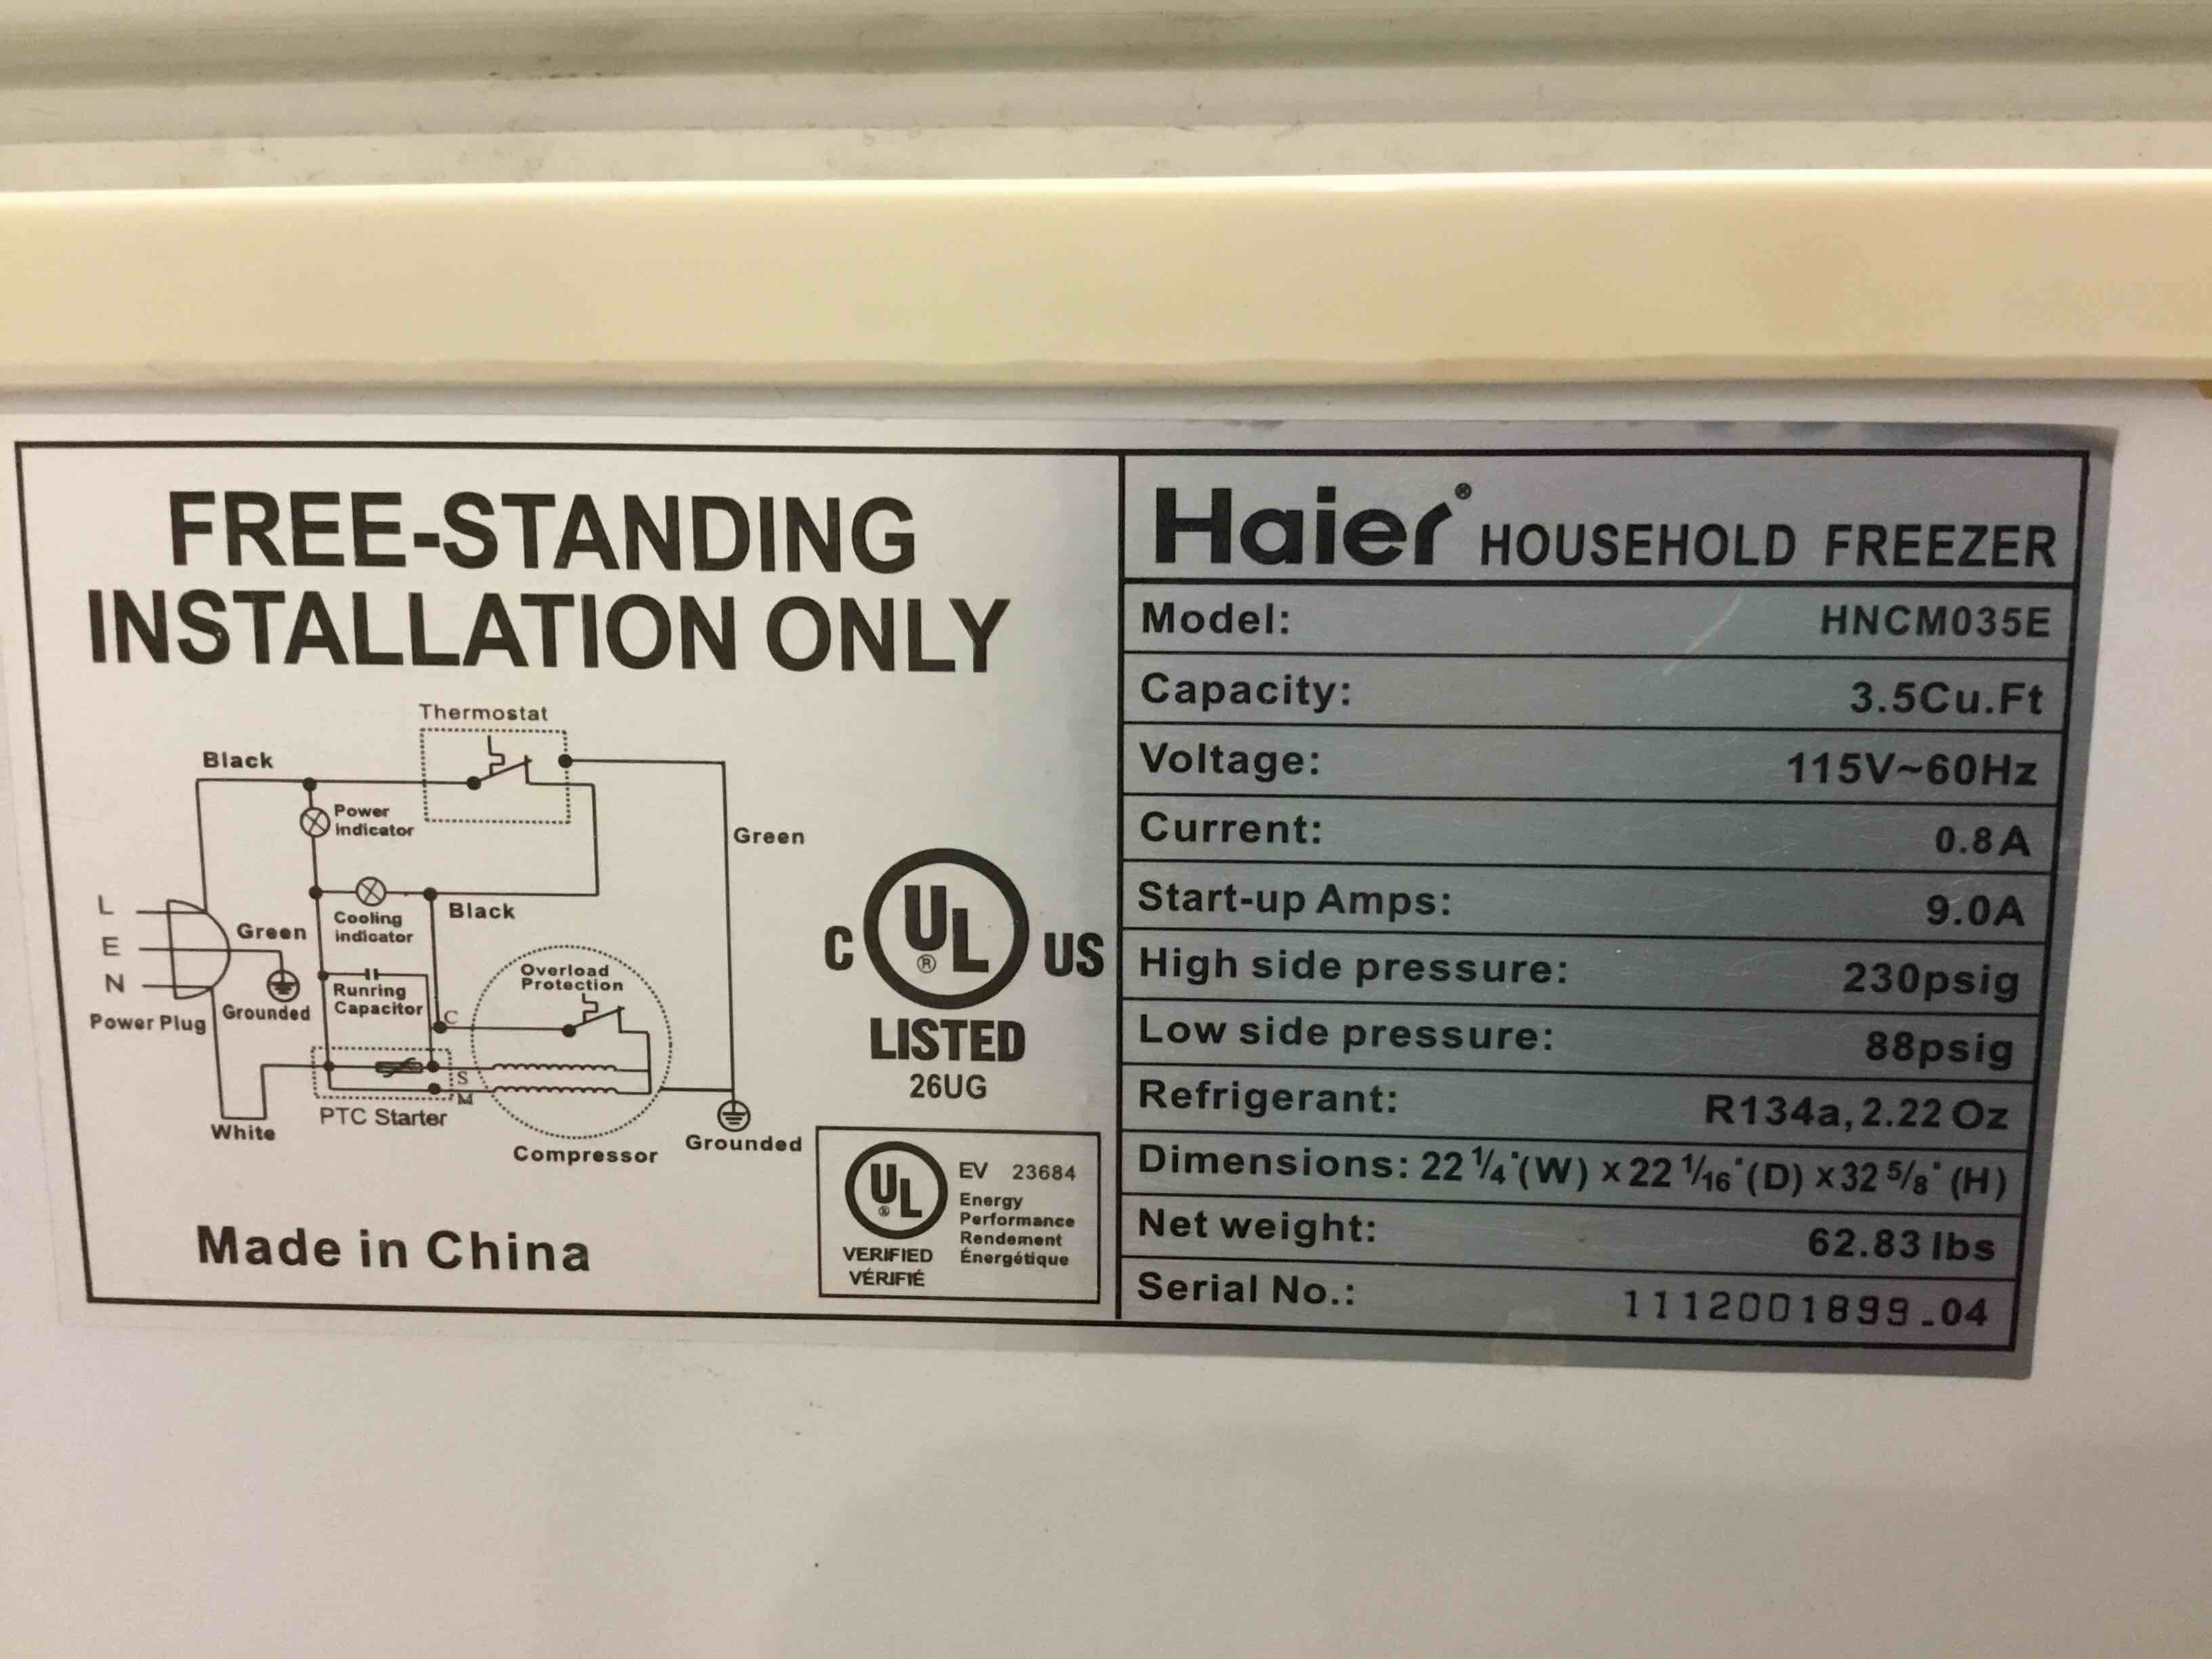 FREE-STANDING
INSTALLATION ONLY
Thermostat
Black
Power
indicator
Green
L
E
N
Power Plug
Green
Grounded
Cooling
indicator
Black
Runring
Capacitor
C
Overload
Protection
S
M
PTC Starter
White
Compressor
Grounded
Made in China
C UL® US
LISTED
26UG
UL®
VERIFIED
VÉRIFIÉ
EV 23684
Energy
Performance
Rendement
Énergétique
Haier® HOUSEHOLD FREEZER
Model: HNCM035E
Capacity: 3.5Cu.Ft
Voltage: 115V~60Hz
Current: 0.8A
Start-up Amps: 9.0A
High side pressure: 230psig
Low side pressure: 88psig
Refrigerant: R134a, 2.22 Oz
Dimensions: 22 1/4"(W) x 22 1/16"(D) x 32 5/8" (H)
Net weight: 62.83 lbs
Serial No.: 1112001899.04